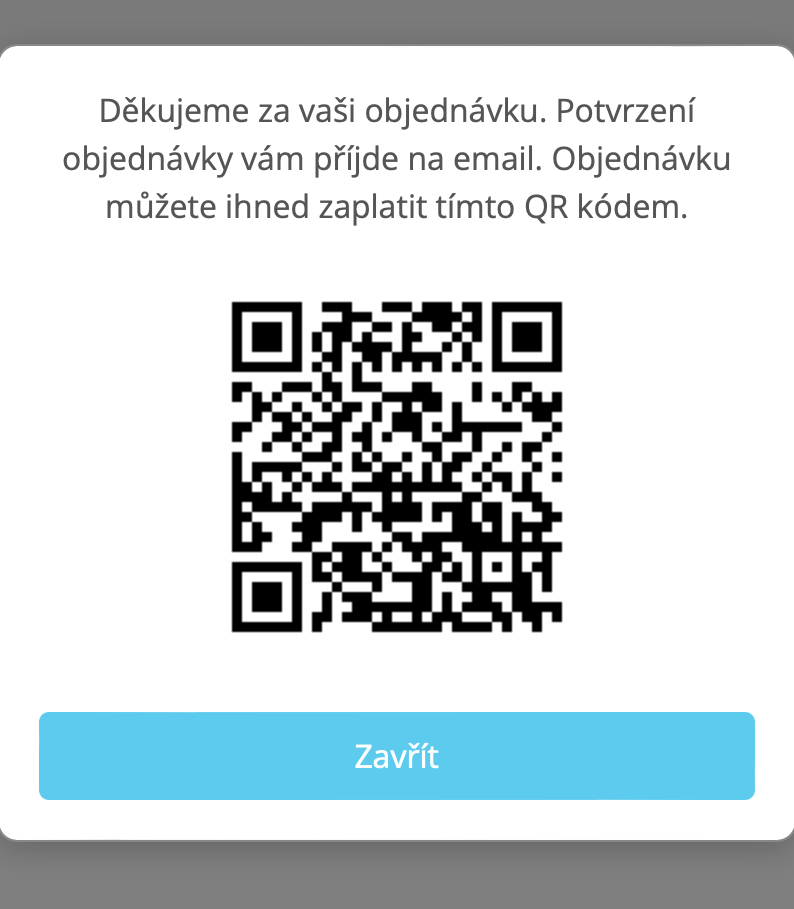 Děkujeme za vaši objednávku. Potvrzení
objednávky vám příjde na email. Objednávku
můžete ihned zaplatit tímto QR kódem.
Zavřít